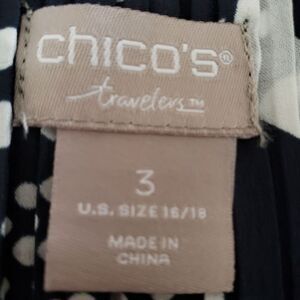 chico's®
travelers™
3
U.S. SIZE 16/18
MADE IN
CHINA